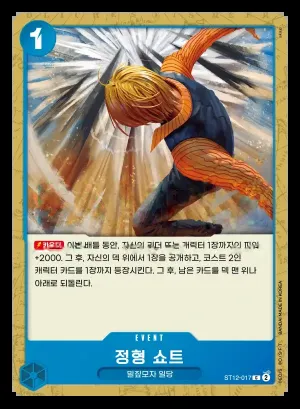 1
카운터 이번 배틀 동안, 자신의 리더 또는 캐릭터 1장까지의 파워
+2000. 그 후, 자신의 덱 위에서 1장을 공개하고, 코스트 2인
캐릭터 카드를 1장까지 등장시킨다. 그 후, 남은 카드를 덱 맨 위나
아래로 되돌린다.
EVENT
정형 쇼트
밀짚모자 일당
ST12-017 C 2